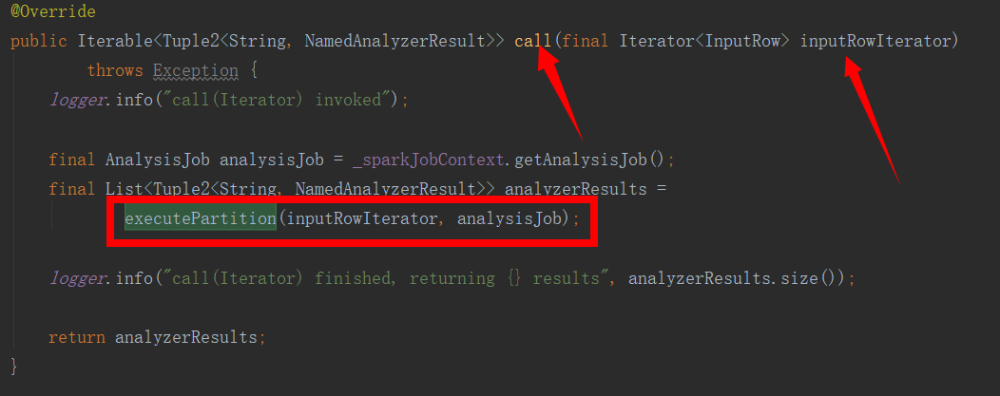 @Override
public Iterable<Tuple2<String, NamedAnalyzerResult>> call(final Iterator<InputRow> inputRowIterator)
throws Exception {
logger.info("call(Iterator) invoked");
final AnalysisJob analysisJob = _sparkJobContext.getAnalysisJob();
final List<Tuple2<String, NamedAnalyzerResult>> analyzerResults =
executePartition(inputRowIterator, analysisJob);
logger.info("call(Iterator) finished, returning {} results", analyzerResults.size());
return analyzerResults;
}